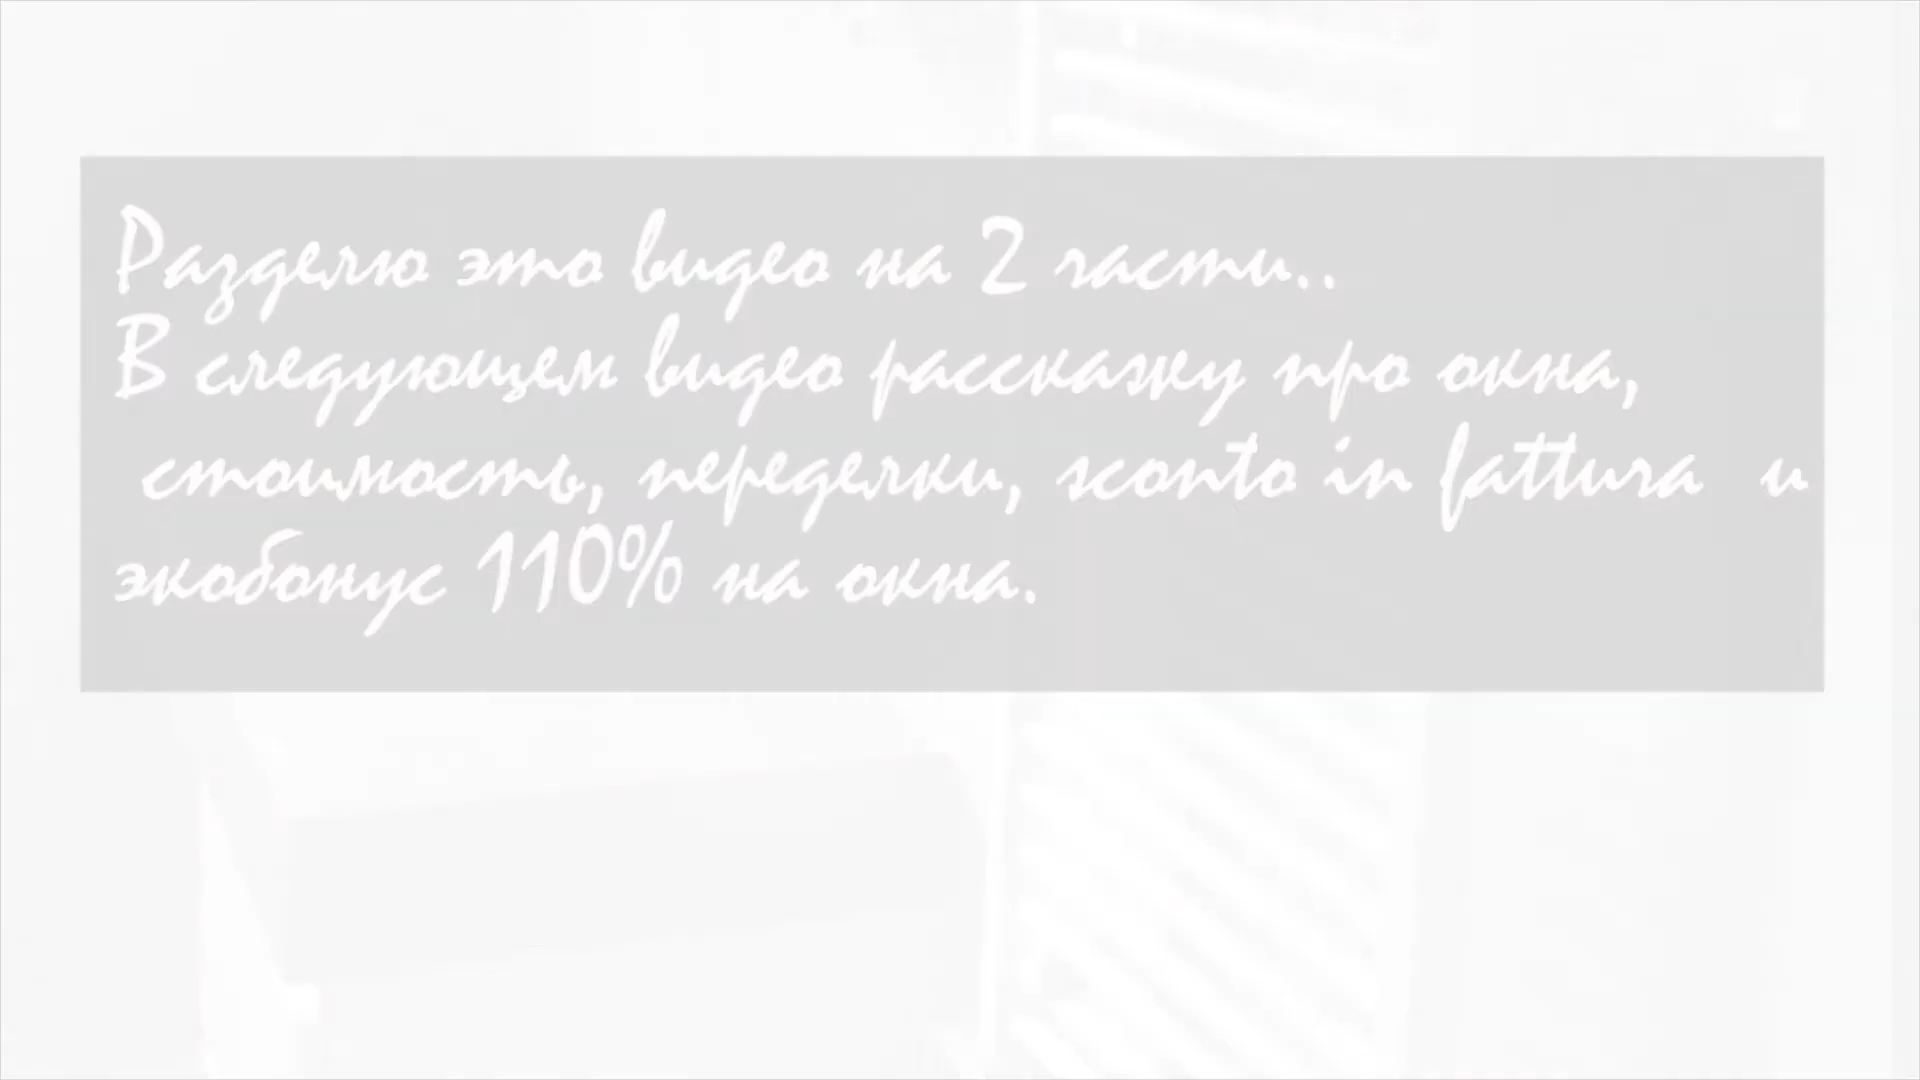 Разделю это видео на 2 части..
В следующем видео расскажу про окна,
стоимость, переделки, sconto in fattura и
экобонус 110% на окна.